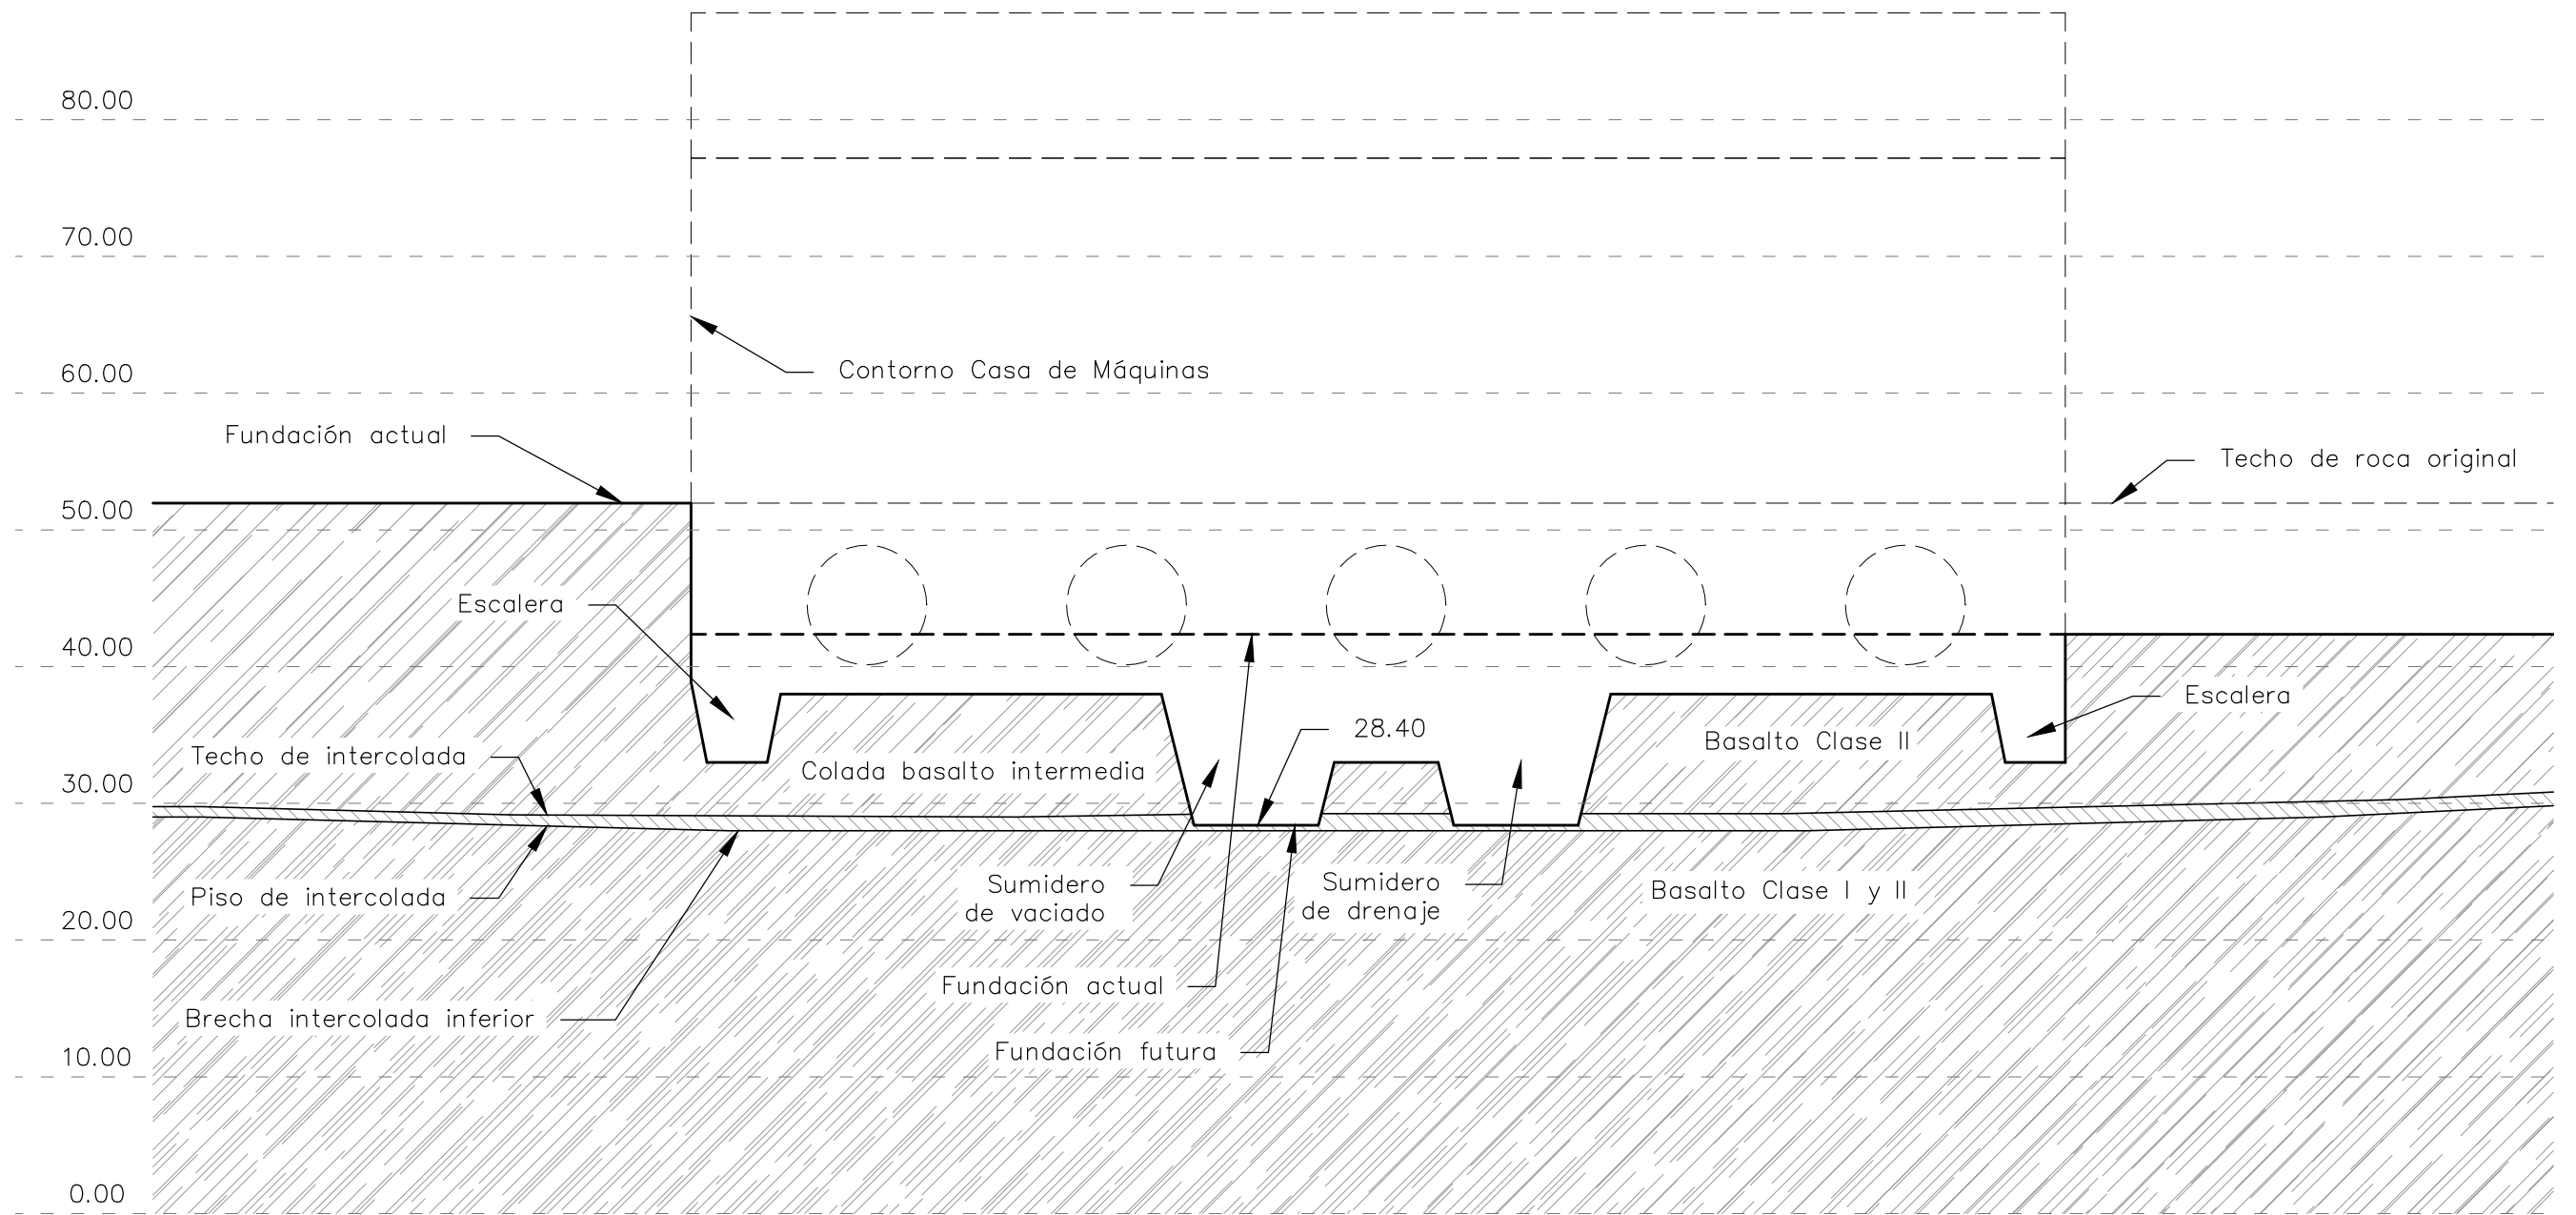 80.00
70.00
Contorno Casa de Máquinas
60.00
Fundación actual
Techo de roca original
50.00
Escalera
40.00
Escalera
28.40
Basalto Clase II
Techo de intercolada
Colada basalto intermedia
30.00
Sumidero
de vaciado
Sumidero
de drenaje
Basalto Clase I y II
Piso de intercolada
20.00
Fundación actual
Brecha intercolada inferior
Fundación futura
10.00
0.00